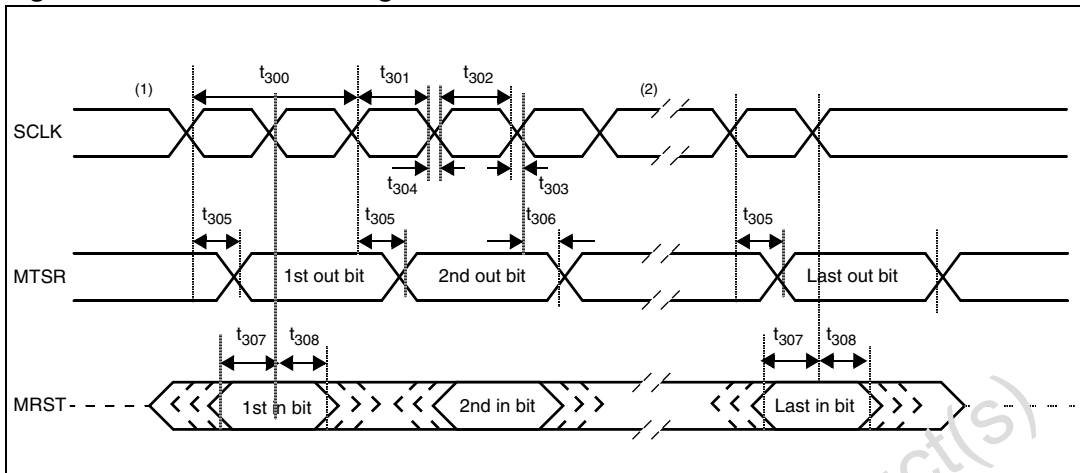 (1)
t300
t301
t302
(2)
SCLK
t304
t303
t305
t305
t306
t305
MTSR
1st out bit
2nd out bit
Last out bit
t307
t308
t307
t308
MRST
1st in bit
2nd in bit
Last in bit
ct(s)